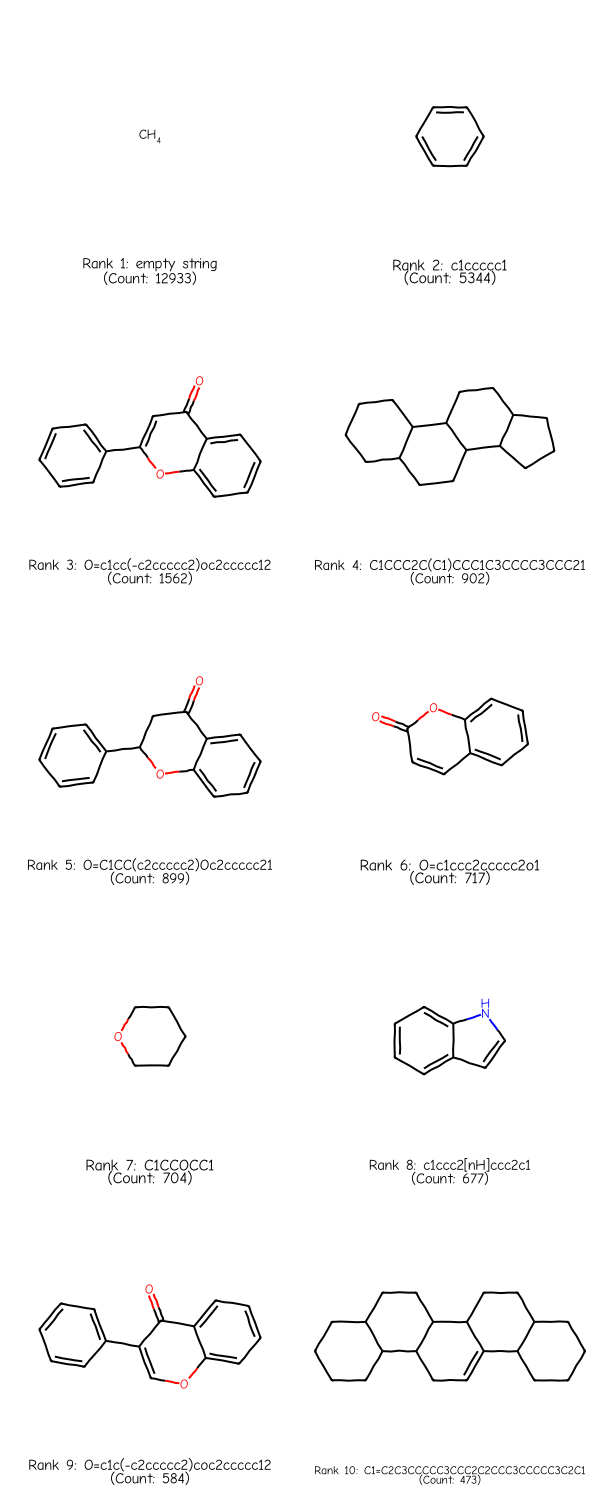 CH4
Rank 1: empty string
(Count: 12933)
Rank 2: c1ccccc1
(Count: 5344)
O
O
Rank 3: O=c1cc(-c2ccccc2)oc2ccccc12
(Count: 1562)
Rank 4: C1CCC2C(C1)CCC1C3CCCC3CCC21
(Count: 902)
O
O
Rank 5: O=C1CC(c2ccccc2)Oc2ccccc21
(Count: 899)
O
O
Rank 6: O=c1ccc2ccccc2o1
(Count: 717)
O
Rank 7: C1CCOCC1
(Count: 704)
H
N
Rank 8: c1ccc2[nH]ccc2c1
(Count: 677)
O
O
Rank 9: O=c1c(-c2ccccc2)coc2ccccc12
(Count: 584)
Rank 10: C1=C2C3CCCCC3CCC2C2CCC3CCCCC3C2C1
(Count: 473)